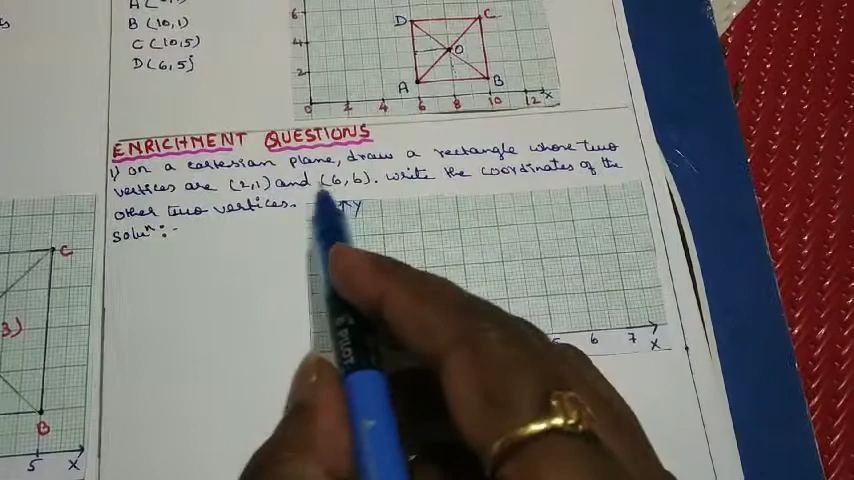 B (10,1)
C (10,5)
D (6,5)
6
4
2
0 2 4 6 8 10 12 X
D C
O
A B
ENRICHMENT QUESTIONS
1) On a cartesian plane, draw a rectangle whose two
vertices are (2,1) and (6,6). Write the coordinates of the
other two vertices.
Solun:-
Y
6 7 X
C
3)
B
5 X
PILOT